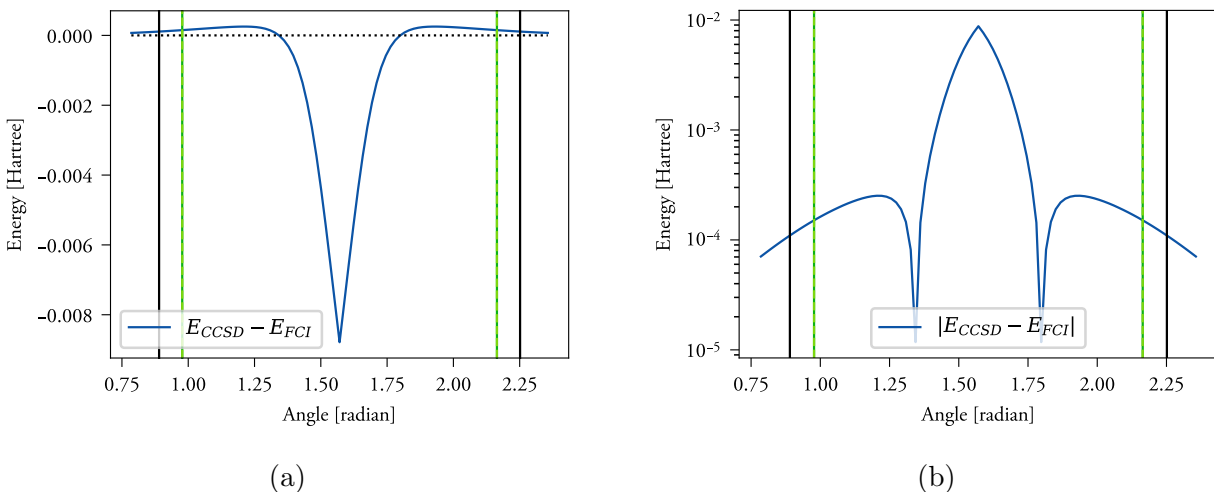 0.000
–0.002
–0.004
–0.006
–0.008
Energy [Hartree]
E_CCSD − E_FCI
0.75 1.00 1.25 1.50 1.75 2.00 2.25
Angle [radian]
(a)
10⁻²
10⁻³
10⁻⁴
10⁻⁵
Energy [Hartree]
|E_CCSD − E_FCI|
0.75 1.00 1.25 1.50 1.75 2.00 2.25
Angle [radian]
(b)